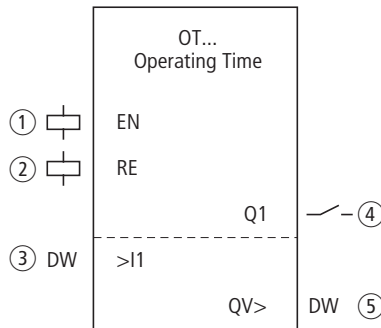 OT...
Operating Time
1 EN
2 RE
Q1 4
3 DW >I1
QV> DW 5